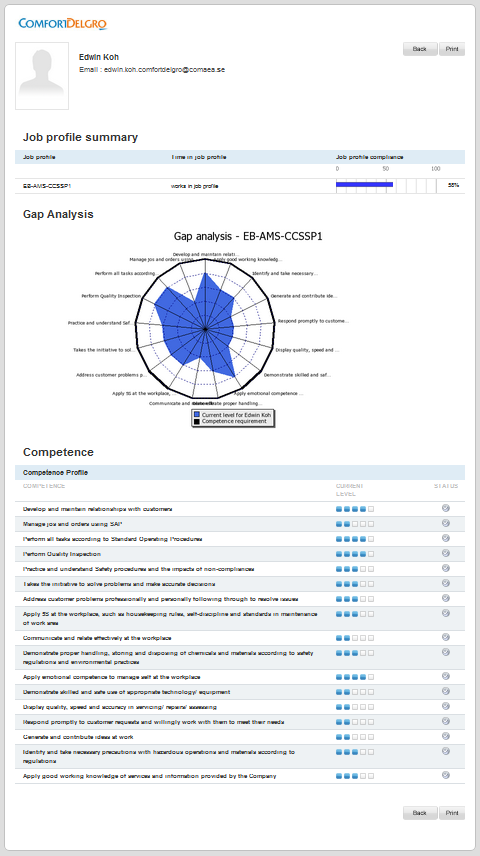 COMFORTDELGRO
Edwin Koh
Email : edwin.koh.comfortdelgro@comaea.se
Back
Print
Job profile summary
Job profile
Time in job profile
Job profile compliance
0
50
100
EB-AMS-CCSSP1
works in job profile
55%
Gap Analysis
Gap analysis - EB-AMS-CCSSP1
Develop and maintain relati...
Manage jos and orders using
Apply good working knowledg...
Perform all tasks according...
Identify and take necessary...
Perform Quality Inspection
Generate and contribute ide...
Practice and understand Saf...
Respond promptly to custome...
Takes the initiative to sol...
Display quality, speed and ...
Address customer problems p...
Demonstrate skilled and saf...
Apply 5S at the workplace, ...
Apply emotional competence ...
Communicate and
proper handling...
Current level for Edwin Koh
Competence requirement
Competence
Competence Profile
COMPETENCE
CURRENT
LEVEL
STATUS
Develop and maintain relationships with customers
Manage jos and orders using SAP
Perform all tasks according to Standard Operating Procedures
Perform Quality Inspection
Practice and understand Safety procedures and the impacts of non-compliances
Takes the initiative to solve problems and make accurate decisions
Address customer problems professionally and personally following through to resolve issues
Apply 5S at the workplace, such as housekeeping rules, self-discipline and standards in maintenance
of work area
Communicate and relate effectively at the workplace
Demonstrate proper handling, storing and disposing of chemicals and materials according to safety
regulations and environmental practices
Apply emotional competence to manage self at the workplace
Demonstrate skilled and safe use of appropriate technology/ equipment
Display quality, speed and accuracy in servicing/ repairs/ assessing
Respond promptly to customer requests and willingly work with them to meet their needs
Generate and contribute ideas at work
Identify and take necessary precautions with hazardous operations and materials according to
regulations
Apply good working knowledge of services and information provided by the Company
Back
Print